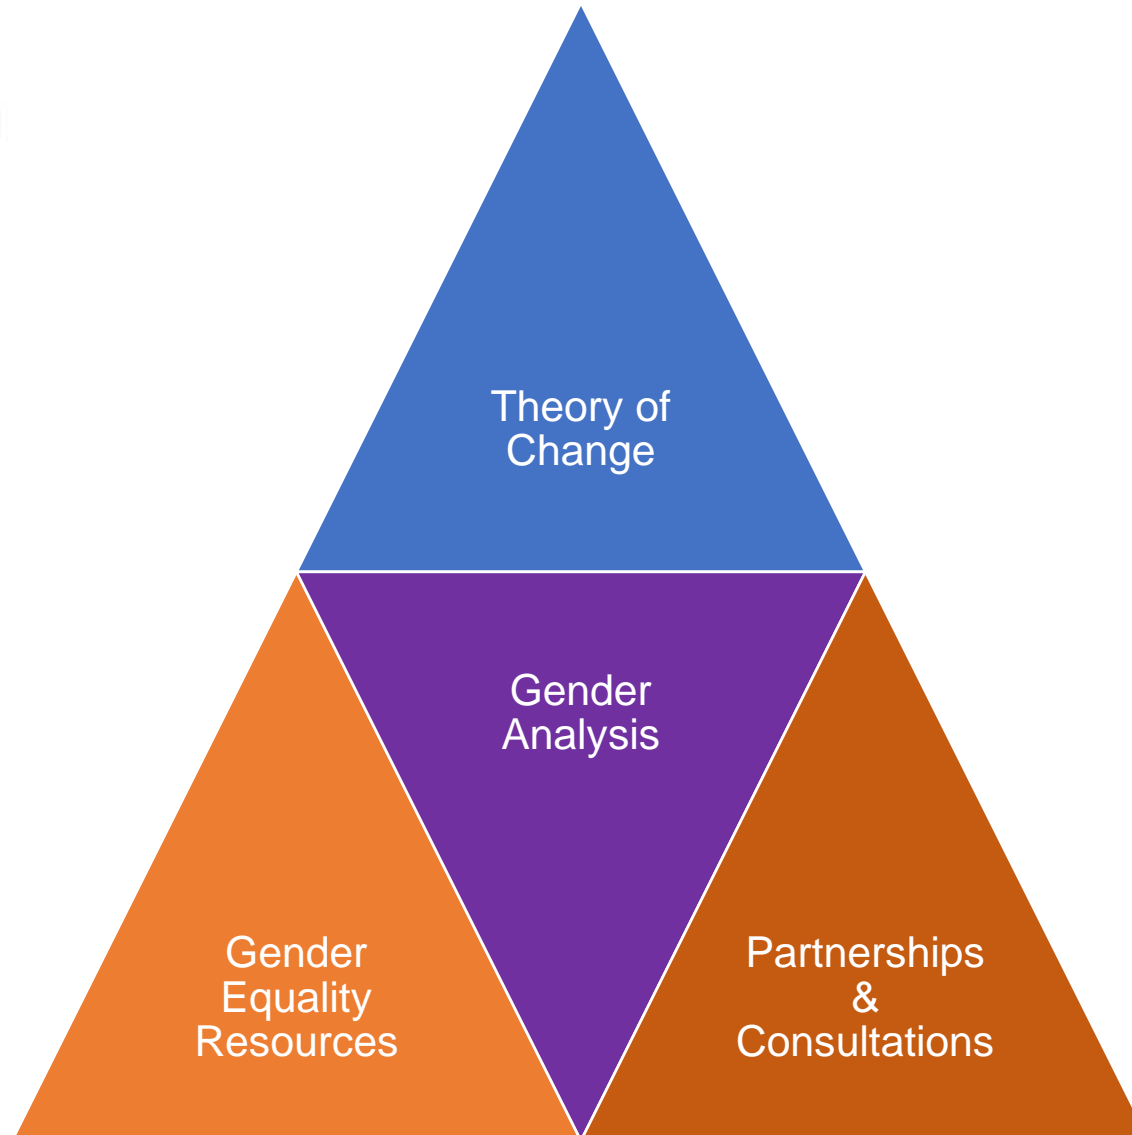 Theory of
Change
Gender
Analysis
Gender
Equality
Resources
Partnerships
&
Consultations